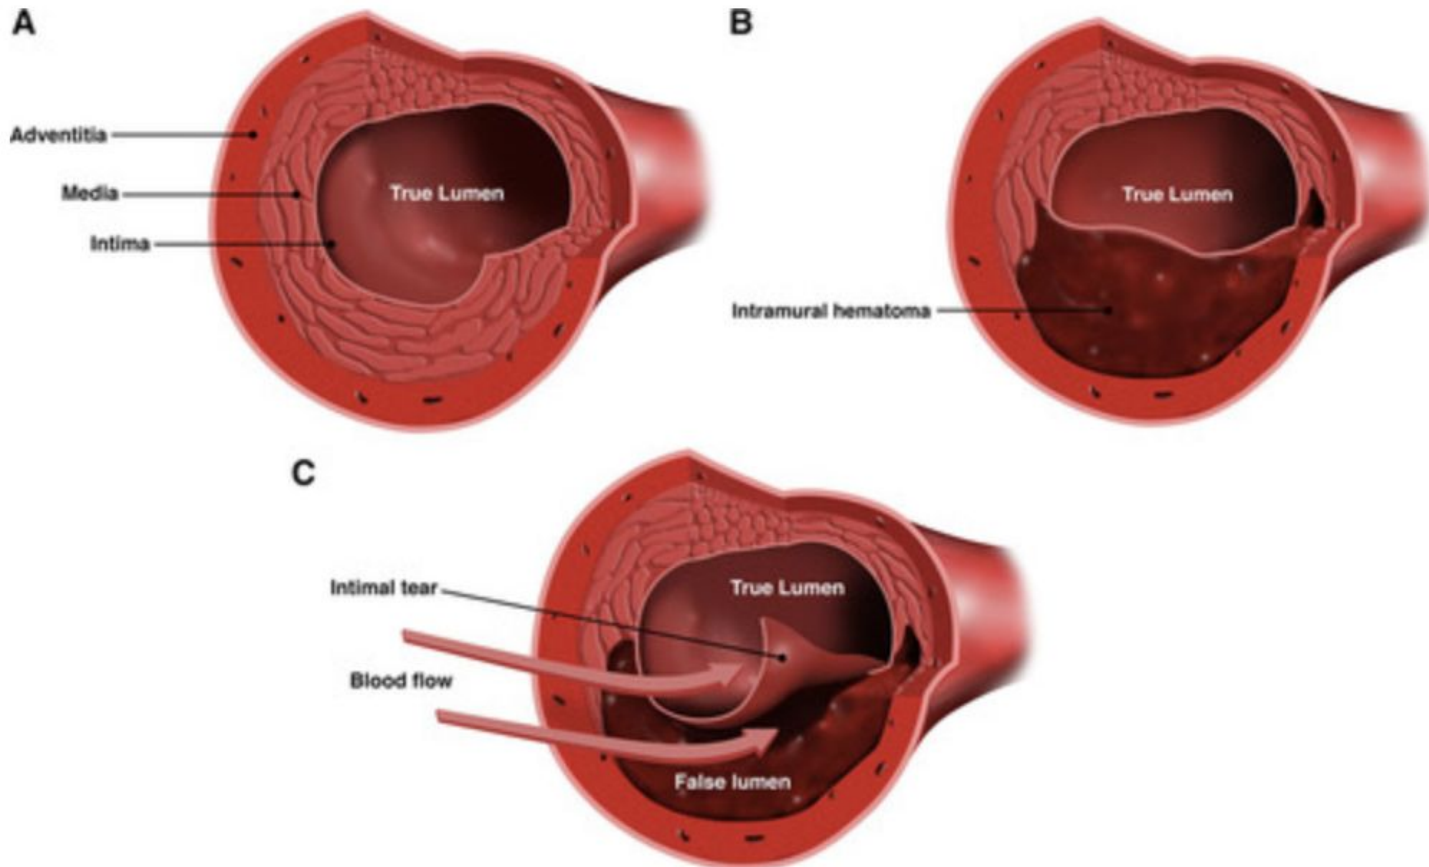 A
Adventitia
Media
Intima
True Lumen
B
True Lumen
Intramural hematoma
C
Intimal tear
True Lumen
Blood flow
False lumen